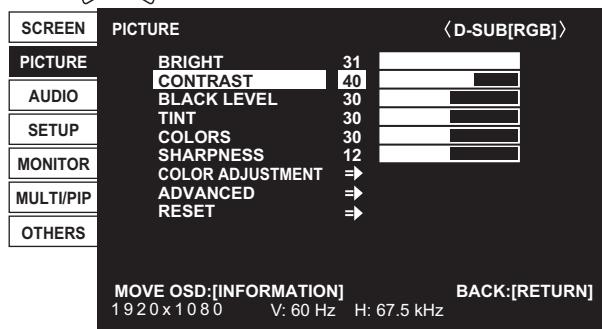 SCREEN
PICTURE
AUDIO
SETUP
MONITOR
MULTI/PIP
OTHERS
PICTURE 〈D-SUB[RGB]〉
BRIGHT 31
CONTRAST 40
BLACK LEVEL 30
TINT 30
COLORS 30
SHARPNESS 12
COLOR ADJUSTMENT
ADVANCED
RESET
MOVE OSD:[INFORMATION] BACK:[RETURN]
1920x1080 V: 60 Hz H: 67.5 kHz